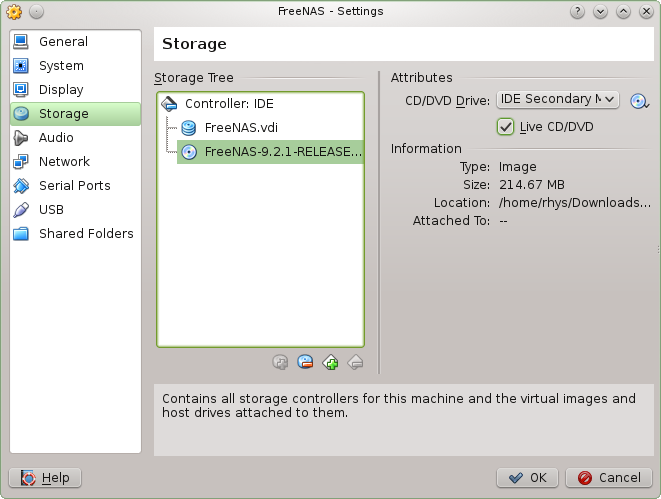 FreeNAS - Settings
General
System
Display
Storage
Audio
Network
Serial Ports
USB
Shared Folders
Storage
Storage Tree
Controller: IDE
FreeNAS.vdi
FreeNAS-9.2.1-RELEASE...
Attributes
CD/DVD Drive: IDE Secondary M
Live CD/DVD
Information
Type: Image
Size: 214.67 MB
Location: /home/rhys/Downloads...
Attached To: --
Contains all storage controllers for this machine and the virtual images and
host drives attached to them.
Help
OK
Cancel